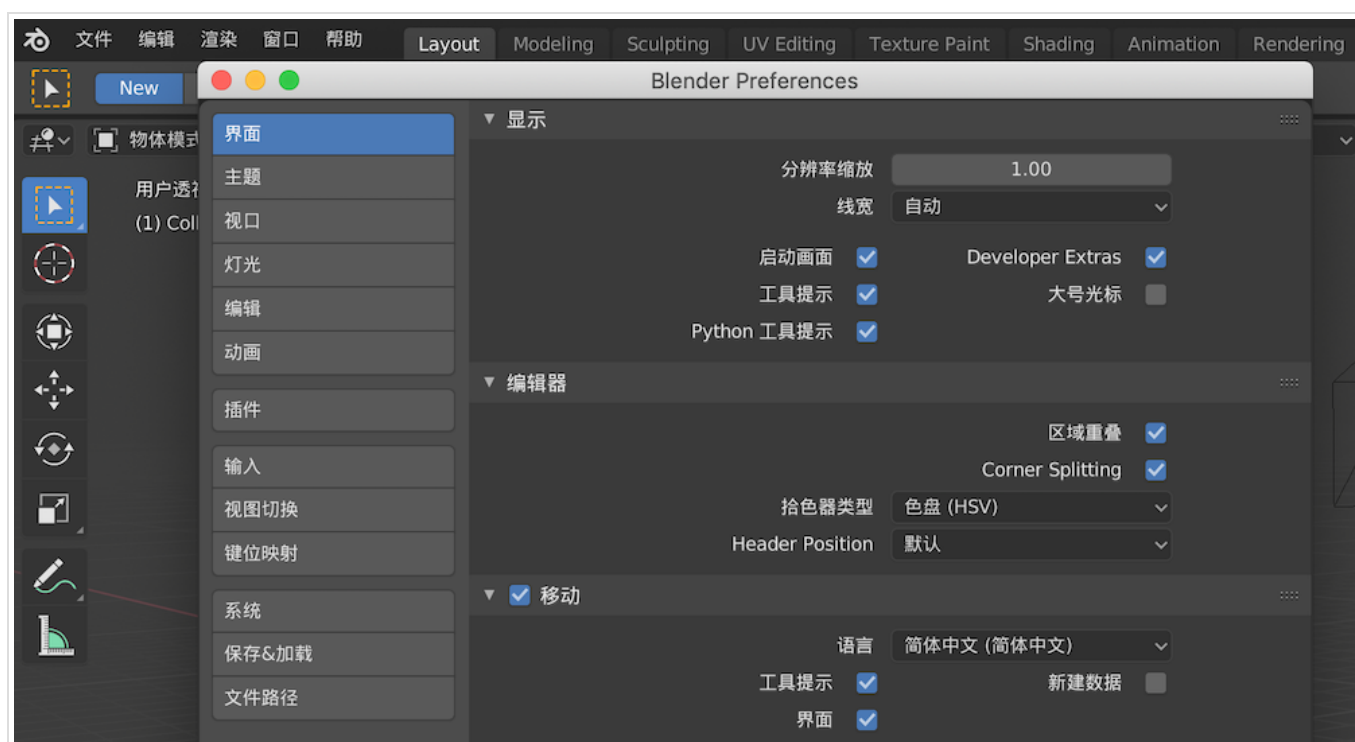 文件 编辑 渲染 窗口 帮助 Layout Modeling Sculpting UV Editing Texture Paint Shading Animation Rendering
New
Blender Preferences
物体模式
用户透视
(1) Coll
界面
主题
视口
灯光
编辑
动画
插件
输入
视图切换
键位映射
系统
保存&加载
文件路径
显示
分辨率缩放 1.00
线宽 自动
启动画面 Developer Extras
工具提示 大号光标
Python 工具提示
编辑器
区域重叠
Corner Splitting
拾色器类型 色盘 (HSV)
Header Position 默认
移动
语言 简体中文 (简体中文)
工具提示 新建数据
界面